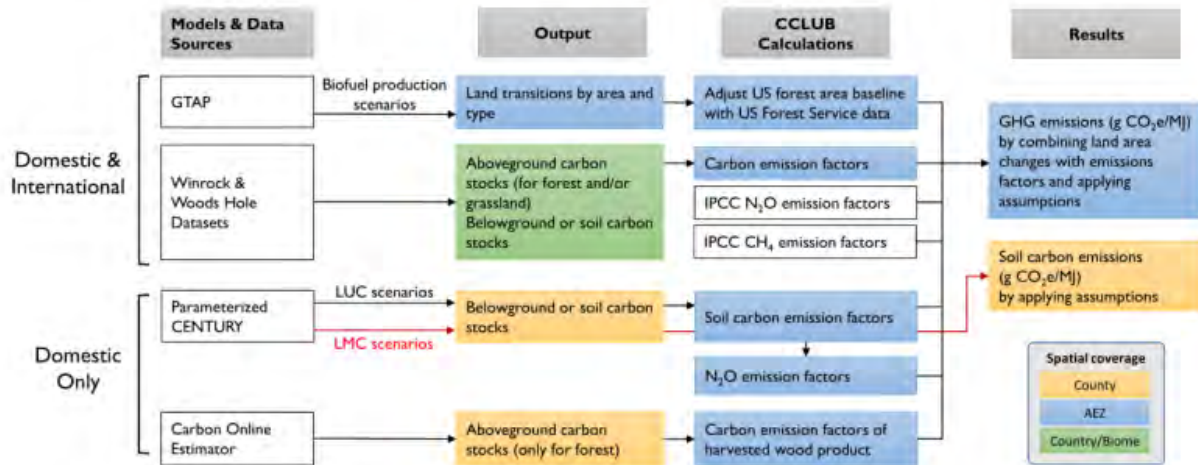 Models & Data
Sources
Output
CCLUB
Calculations
Results
Domestic &
International
GTAP
Biofuel production
scenarios
Land transitions by area and
type
Adjust US forest area baseline
with US Forest Service data
GHG emissions (g CO₂e/MJ)
by combining land area
changes with emissions
factors and applying
assumptions
Winrock &
Woods Hole
Datasets
Aboveground carbon
stocks (for forest and/or
grassland)
Belowground or soil carbon
stocks
Carbon emission factors
IPCC N₂O emission factors
IPCC CH₄ emission factors
Soil carbon emissions
(g CO₂e/MJ)
by applying assumptions
Domestic
Only
Parameterized
CENTURY
LUC scenarios
LMC scenarios
Belowground or soil carbon
stocks
Soil carbon emission factors
N₂O emission factors
Carbon Online
Estimator
Aboveground carbon
stocks (only for forest)
Carbon emission factors of
harvested wood product
Spatial coverage
County
AEZ
Country/Biome